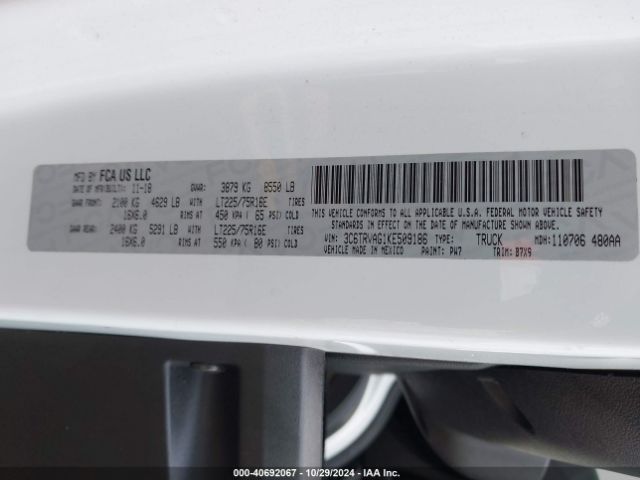 MFD BY FCA US LLC
DATE OF MFR(BUILT): 11-18 GVWR: 3879 KG 8550 LB
GAWR FRONT: 2100 KG 4629 LB WITH LT225/75R16E TIRES
16X6.0 RIMS AT 450 KPA( 65 PSI) COLD
GAWR REAR: 2400 KG 5291 LB WITH LT225/75R16E TIRES
16X6.0 RIMS AT 550 KPA( 80 PSI) COLD
THIS VEHICLE CONFORMS TO ALL APPLICABLE U.S.A. FEDERAL MOTOR VEHICLE SAFETY
STANDARDS IN EFFECT ON THE DATE OF MANUFACTURE SHOWN ABOVE.
VIN: 3C6TRVAG1KE509186 TYPE: TRUCK MDH: 110706 480AA
VEHICLE MADE IN MEXICO PAINT: PW7 TRIM: B7X9
000-40692067 - 10/29/2024 - IAA Inc.